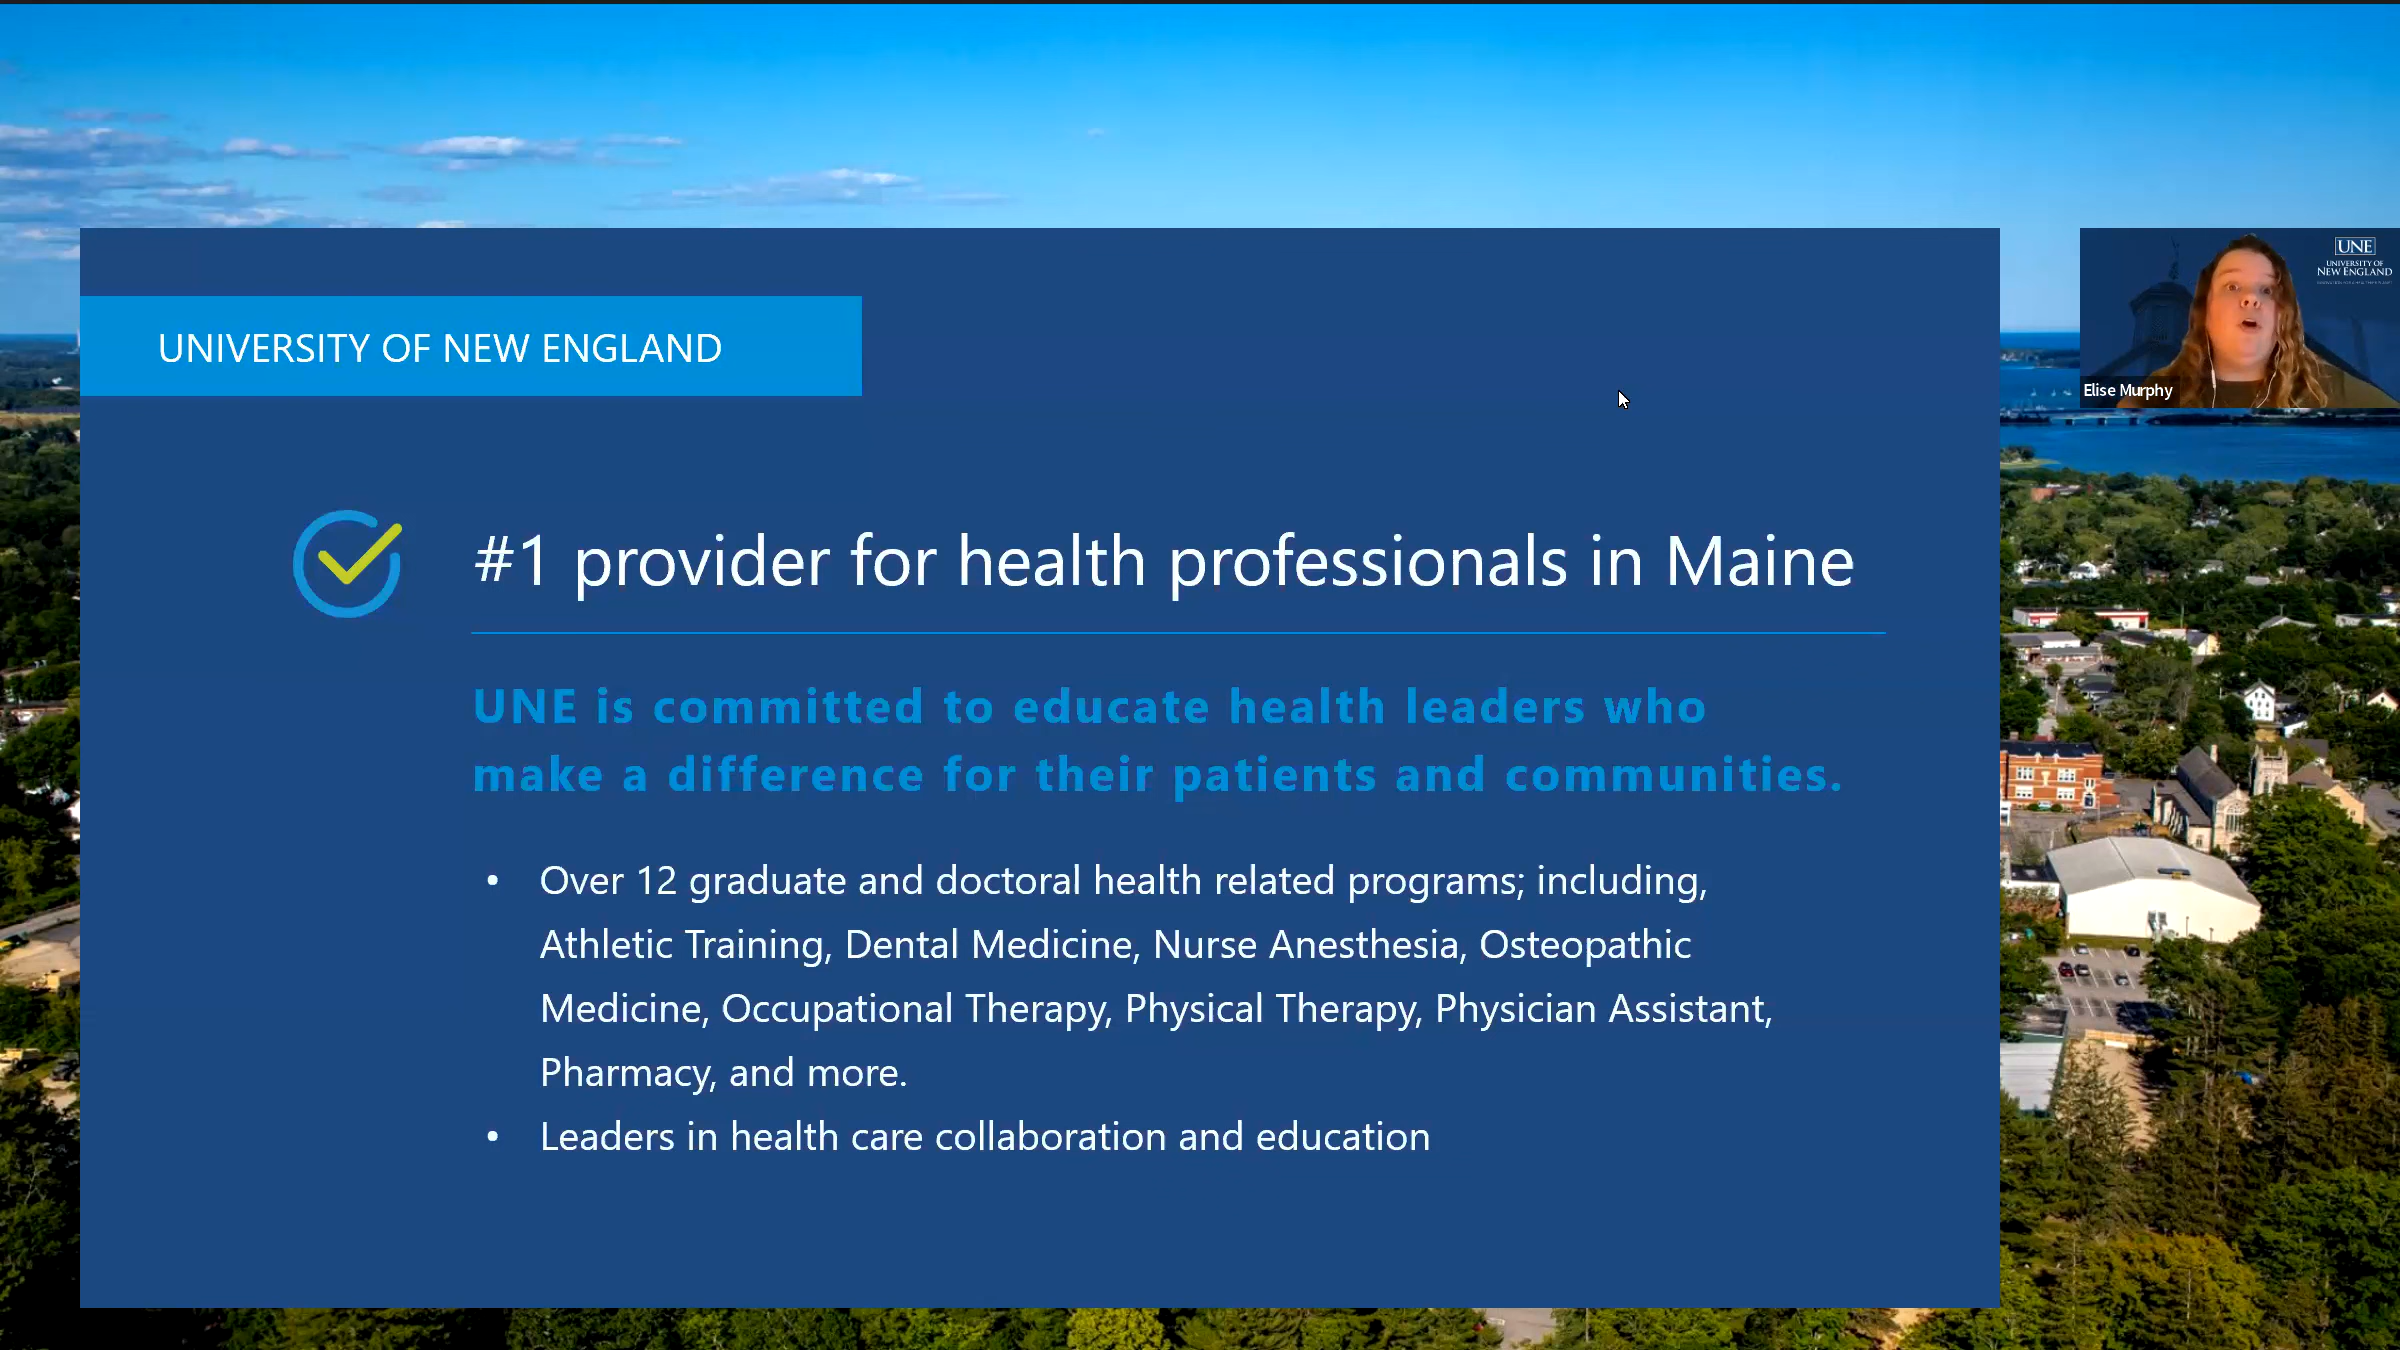 UNIVERSITY OF NEW ENGLAND
#1 provider for health professionals in Maine
UNE is committed to educate health leaders who
make a difference for their patients and communities.
• Over 12 graduate and doctoral health related programs; including,
Athletic Training, Dental Medicine, Nurse Anesthesia, Osteopathic
Medicine, Occupational Therapy, Physical Therapy, Physician Assistant,
Pharmacy, and more.
• Leaders in health care collaboration and education
UNE
UNIVERSITY OF
NEW ENGLAND
Elise Murphy